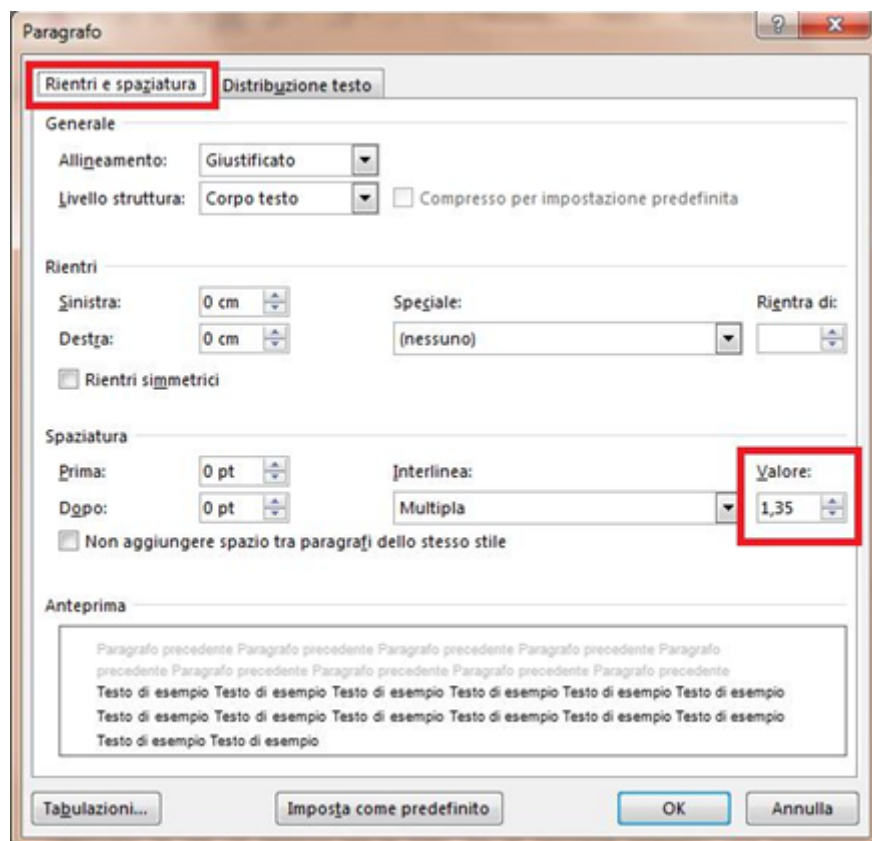 Paragrafo
Rientri e spaziatura Distribuzione testo
Generale
Allineamento: Giustificato
Livello struttura: Corpo testo Compresso per impostazione predefinita
Rientri
Sinistra: 0 cm Speciale: Rientra di:
Destra: 0 cm (nessuno)
Rientri simmetrici
Spaziatura
Prima: 0 pt Interlinea: Valore:
Dopo: 0 pt Multipla 1,35
Non aggiungere spazio tra paragrafi dello stesso stile
Anteprima
Paragrafo precedente Paragrafo precedente Paragrafo precedente Paragrafo precedente Paragrafo
precedente Paragrafo precedente Paragrafo precedente Paragrafo precedente Paragrafo precedente
Testo di esempio Testo di esempio Testo di esempio Testo di esempio Testo di esempio Testo di esempio
Testo di esempio Testo di esempio Testo di esempio Testo di esempio Testo di esempio Testo di esempio
Testo di esempio Testo di esempio
Tabulazioni... Imposta come predefinito OK Annulla